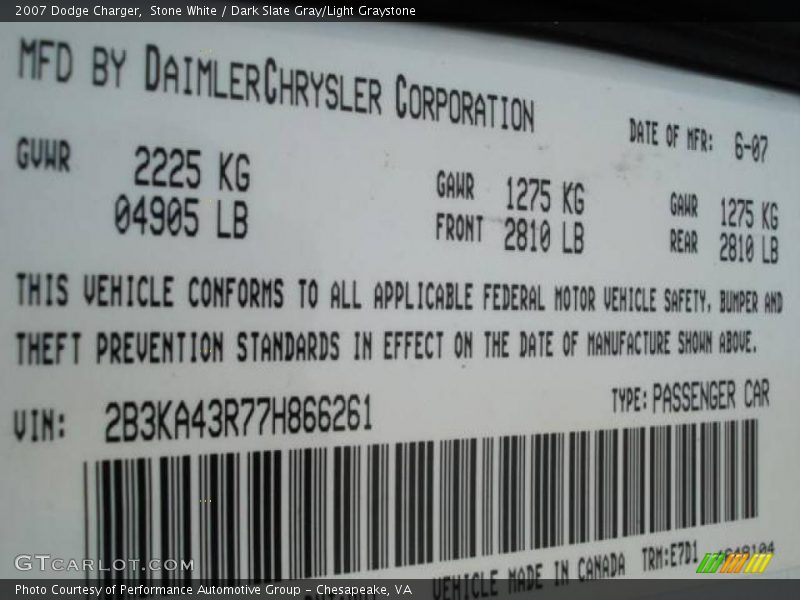 2007 Dodge Charger,  Stone White / Dark Slate Gray/Light Graystone
MFD BY DAIMLERCHRYSLER CORPORATION
DATE OF MFR: 6-07
GVWR 2225 KG
04905 LB
GAWR 1275 KG
FRONT 2810 LB
GAWR 1275 KG
REAR 2810 LB
THIS VEHICLE CONFORMS TO ALL APPLICABLE FEDERAL MOTOR VEHICLE SAFETY, BUMPER AND
THEFT PREVENTION STANDARDS IN EFFECT ON THE DATE OF MANUFACTURE SHOWN ABOVE.
VIN: 2B3KA43R77H866261
TYPE: PASSENGER CAR
VEHICLE MADE IN CANADA TRM:E7D1
GTcarlot.com
Photo Courtesy of Performance Automotive Group - Chesapeake, VA